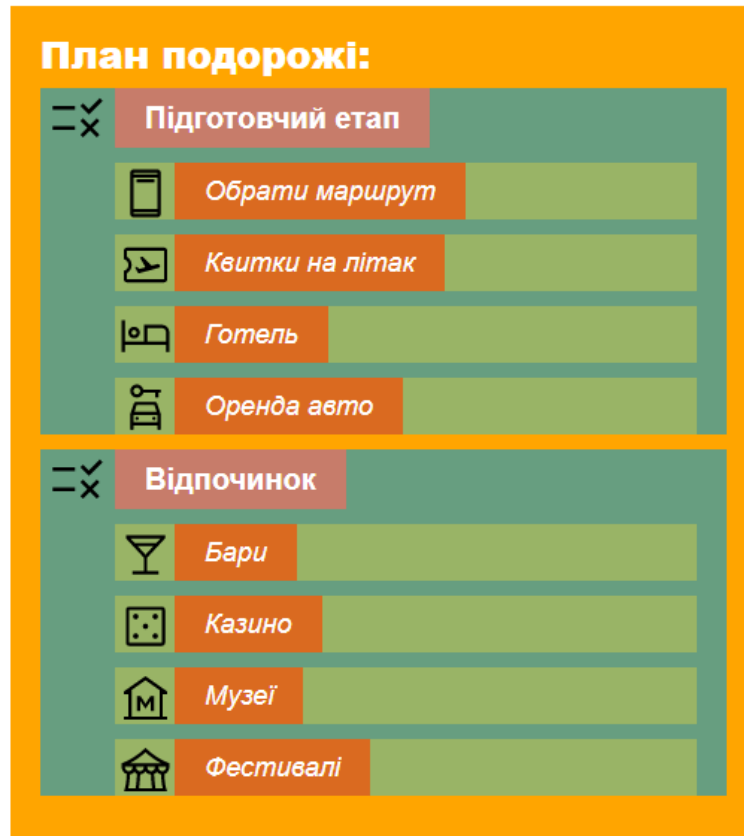 План подорожі:
Підготовчий етап
Обрати маршрут
Квитки на літак
Готель
Оренда авто
Відпочинок
Бари
Казино
Музеї
М
Фестивалі